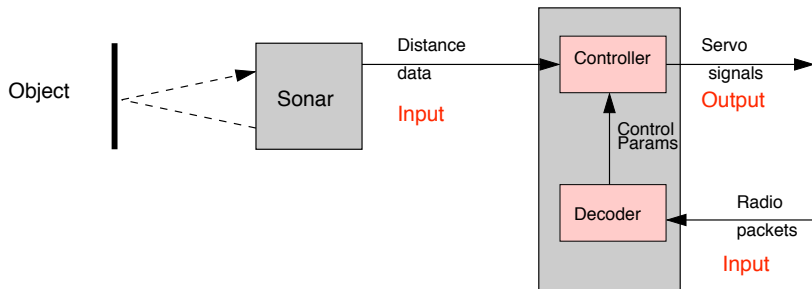 Object
Sonar
Distance
data
Input
Controller
Control
Params
Decoder
Servo
signals
Output
Radio
packets
Input